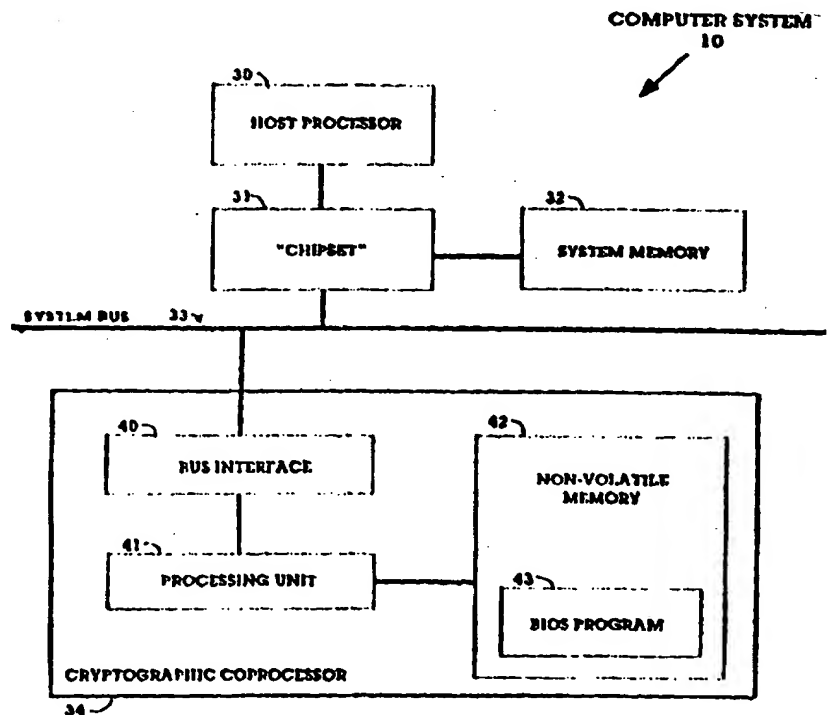 COMPUTER SYSTEM
10
30
HOST PROCESSOR
31
"CHIPSET"
32
SYSTEM MEMORY
SYSTEM BUS
33
40
BUS INTERFACE
42
NON-VOLATILE
MEMORY
41
PROCESSING UNIT
43
BIOS PROGRAM
CRYPTOGRAPHIC COPROCESSOR
34